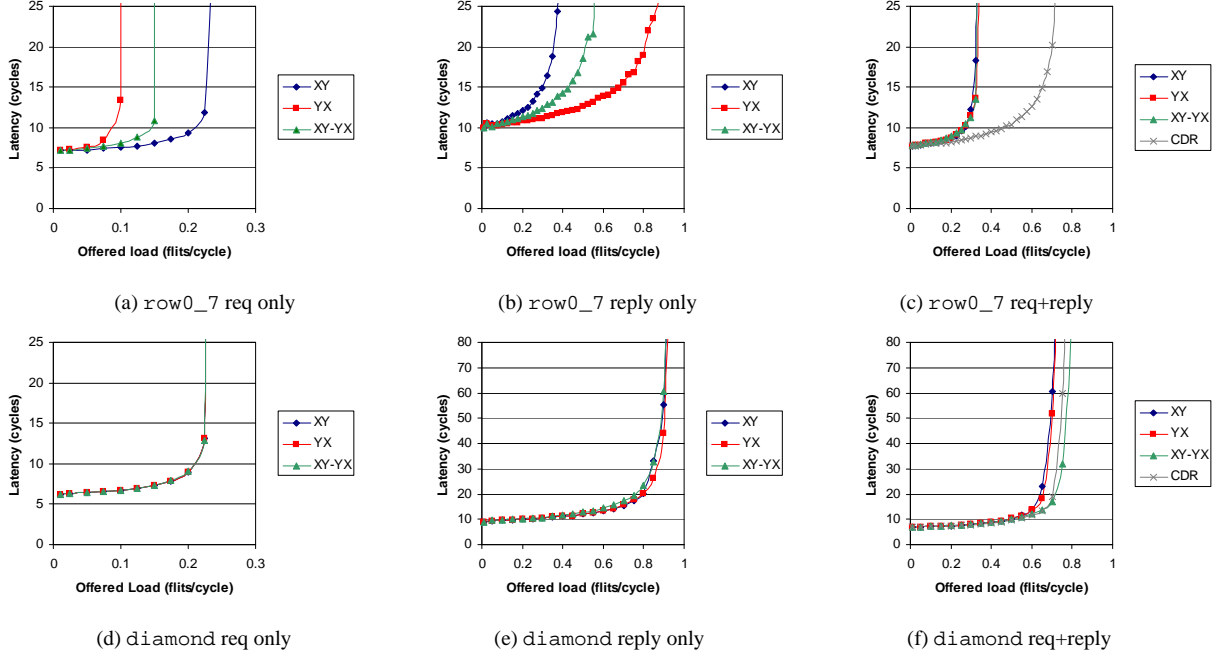 25
20
15
10
5
0
Latency (cycles)
0 0.1 0.2 0.3
Offered load (flits/cycle)
XY
YX
XY-YX
(a) row0_7 req only
25
20
15
10
5
0
Latency (cycles)
0 0.2 0.4 0.6 0.8 1
Offered load (flits/cycle)
XY
YX
XY-YX
(b) row0_7 reply only
25
20
15
10
5
0
Latency (cycles)
0 0.2 0.4 0.6 0.8 1
Offered Load (flits/cycle)
XY
YX
XY-YX
CDR
(c) row0_7 req+reply
25
20
15
10
5
0
Latency (cycles)
0 0.1 0.2 0.3
Offered Load (flits/cycle)
XY
YX
XY-YX
(d) diamond req only
80
70
60
50
40
30
20
10
0
Latency (cycles)
0 0.2 0.4 0.6 0.8 1
Offered load (flits/cycle)
XY
YX
XY-YX
(e) diamond reply only
80
70
60
50
40
30
20
10
0
Latency (cycles)
0 0.2 0.4 0.6 0.8 1
Offered load (flits/cycle)
XY
YX
XY-YX
CDR
(f) diamond req+reply